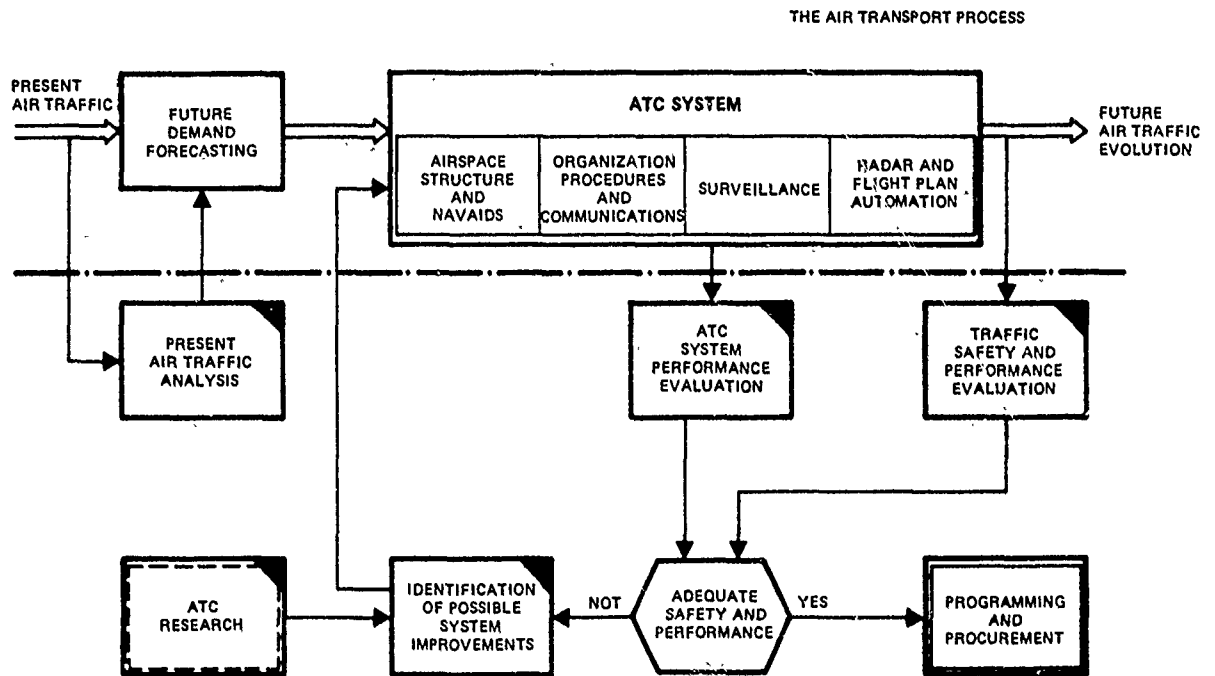 THE AIR TRANSPORT PROCESS
PRESENT
AIR TRAFFIC
FUTURE
DEMAND
FORECASTING
ATC SYSTEM
AIRSPACE
STRUCTURE
AND
NAVAIDS
ORGANIZATION
PROCEDURES
AND
COMMUNICATIONS
SURVEILLANCE
RADAR AND
FLIGHT PLAN
AUTOMATION
FUTURE
AIR TRAFFIC
EVOLUTION
PRESENT
AIR TRAFFIC
ANALYSIS
ATC
SYSTEM
PERFORMANCE
EVALUATION
TRAFFIC
SAFETY AND
PERFORMANCE
EVALUATION
ATC
RESEARCH
IDENTIFICATION
OF POSSIBLE
SYSTEM
IMPROVEMENTS
NOT
ADEQUATE
SAFETY AND
PERFORMANCE
YES
PROGRAMMING
AND
PROCUREMENT